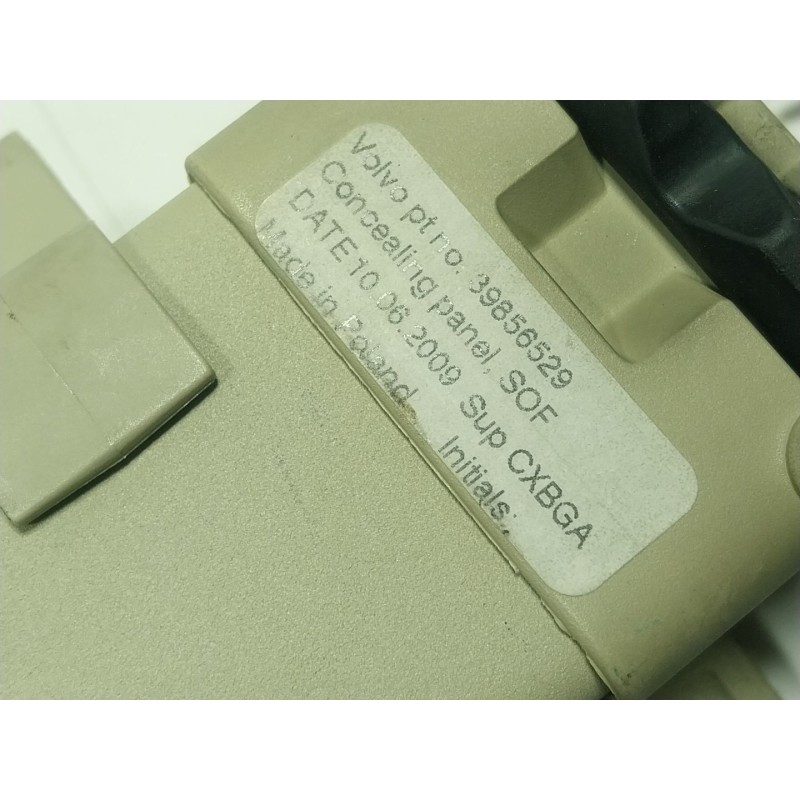 Volvo pt no. 39856529
Concealing panel, SOF
DATE 10.06.2009 Sup CXBGA
Made in Poland Initials: